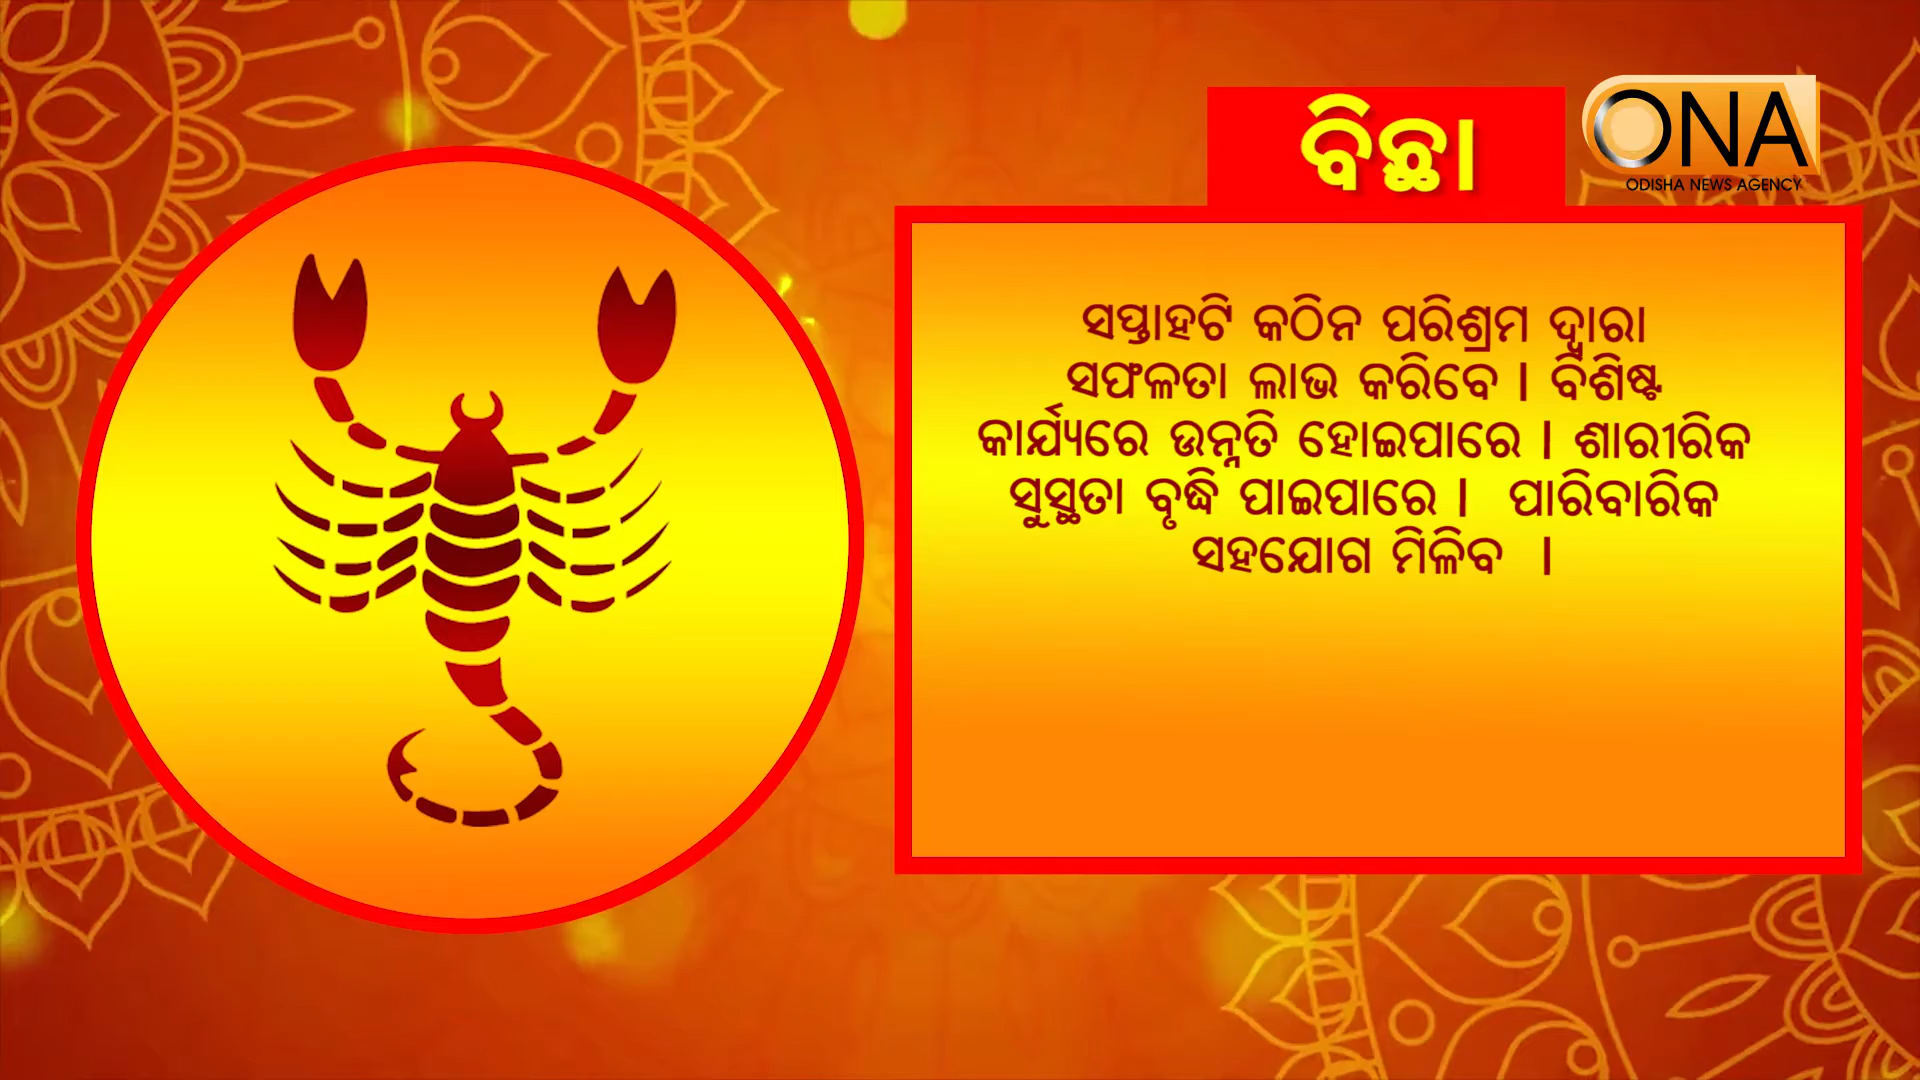 ବିଛା
ONA
ODISHA NEWS AGENCY
ସପ୍ତାହଟି କଠିନ ପରିଶ୍ରମ ଦ୍ବାରା
ସଫଳତା ଲାଭ କରିବେ । ବିଶିଷ୍ଟ
କାର୍ଯ୍ୟରେ ଉନ୍ନତି ହୋଇପାରେ । ଶାରୀରିକ
ସୁସ୍ଥତା ବୃଦ୍ଧି ପାଇପାରେ । ପାରିବାରିକ
ସହଯୋଗ ମିଳିବ ।